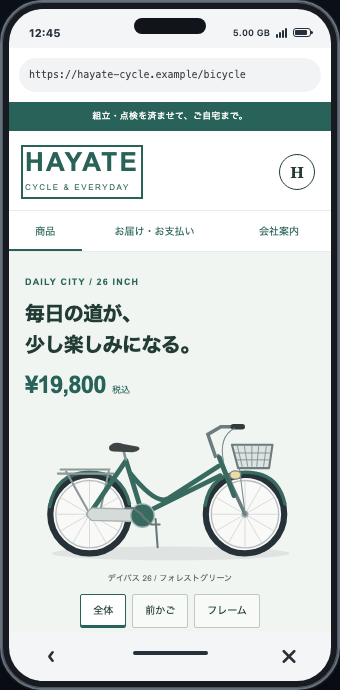 12:45
5.00 GB
https://hayate-cycle.example/bicycle
組立・点検を済ませて、ご自宅まで。
HAYATE
CYCLE & EVERYDAY
H
商品 お届け・お支払い 会社案内
DAILY CITY / 26 INCH
毎日の道が、
少し楽しみになる。
¥19,800 税込
デイパス 26 / フォレストグリーン
全体 前かご フレーム